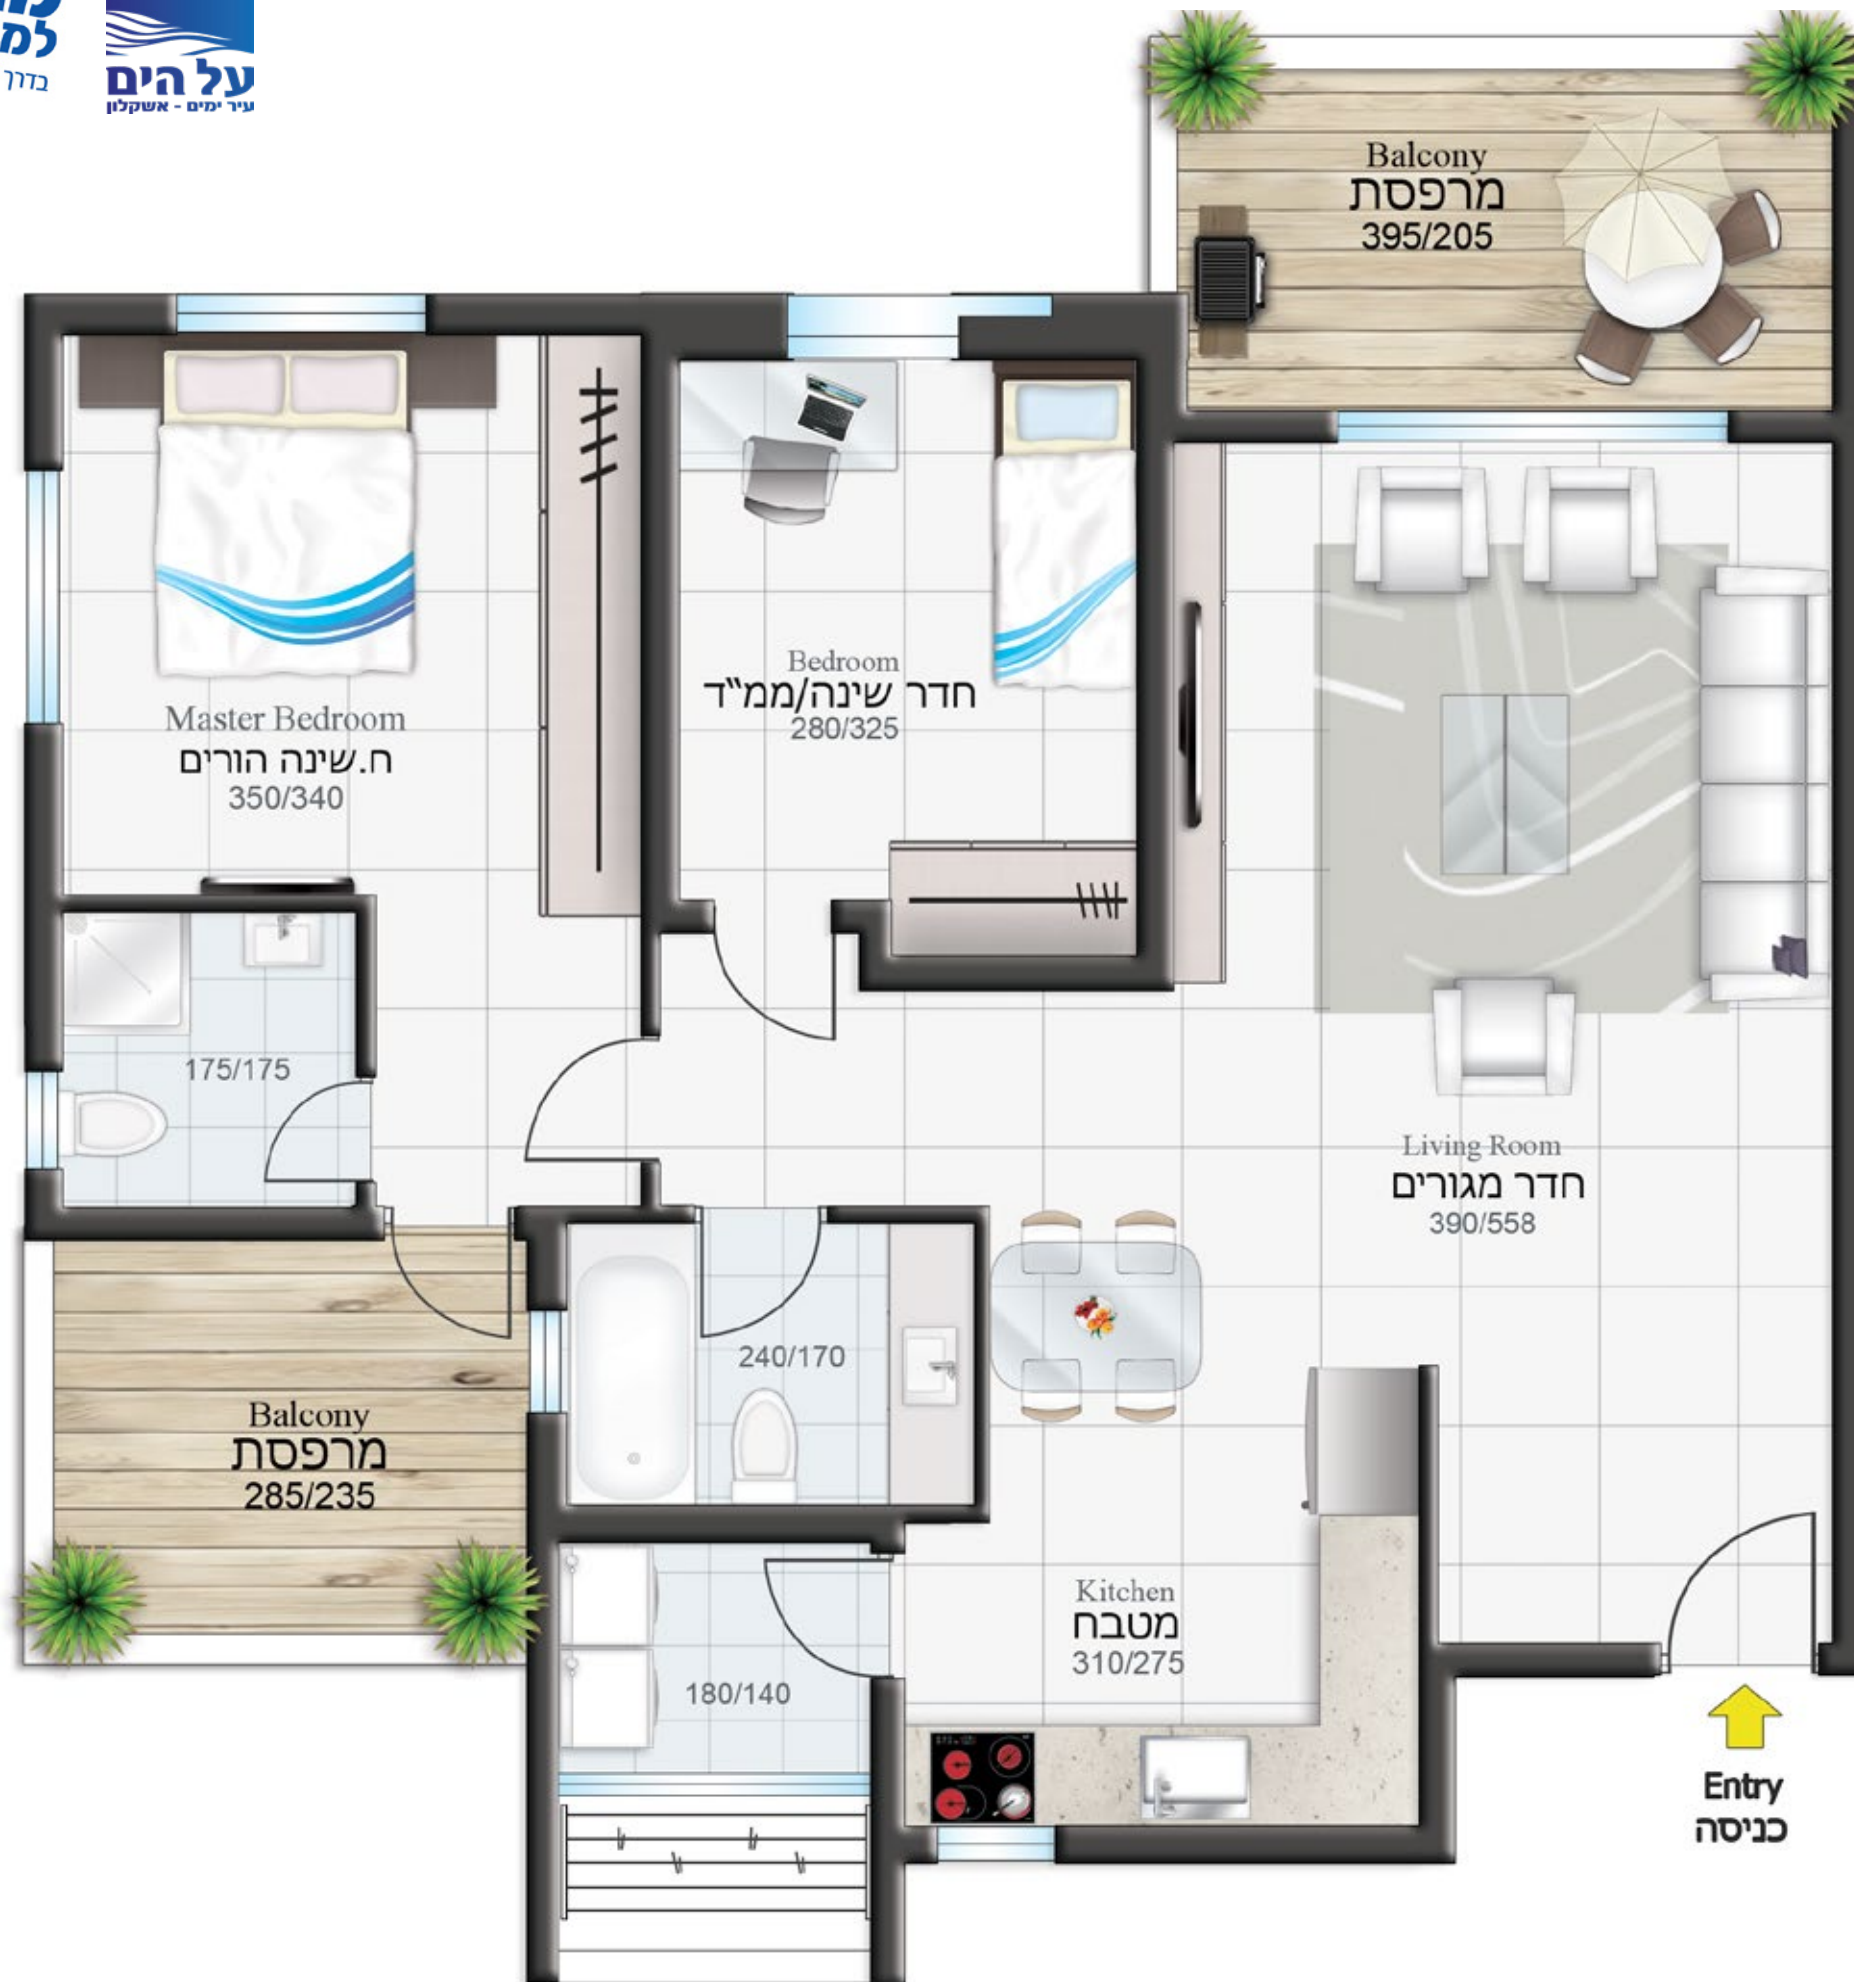 בדרך
על הים
עיר ימים - אשקלון
Balcony
מרפסת
395/205
Bedroom
חדר שינה/ממ"ד
280/325
Master Bedroom
ח.שינה הורים
350/340
175/175
Living Room
חדר מגורים
390/558
240/170
Balcony
מרפסת
285/235
Kitchen
מטבח
310/275
180/140
Entry
כניסה